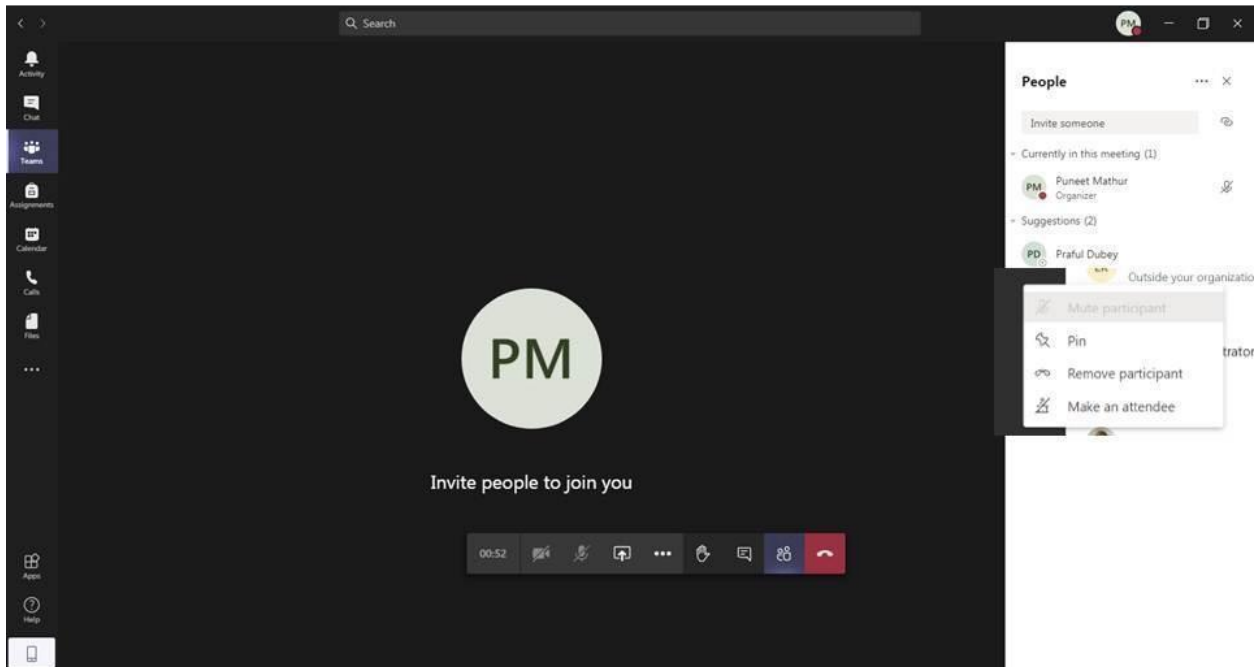 Search
PM
Activity
Chat
Teams
Assignments
Calendar
Calls
Files
Apps
Help
PM
Invite people to join you
00:52
People
Invite someone
Currently in this meeting (1)
PM Puneet Mathur
Organizer
Suggestions (2)
PD Praful Dubey
Outside your organizatio
Mute participant
Pin
trator
Remove participant
Make an attendee